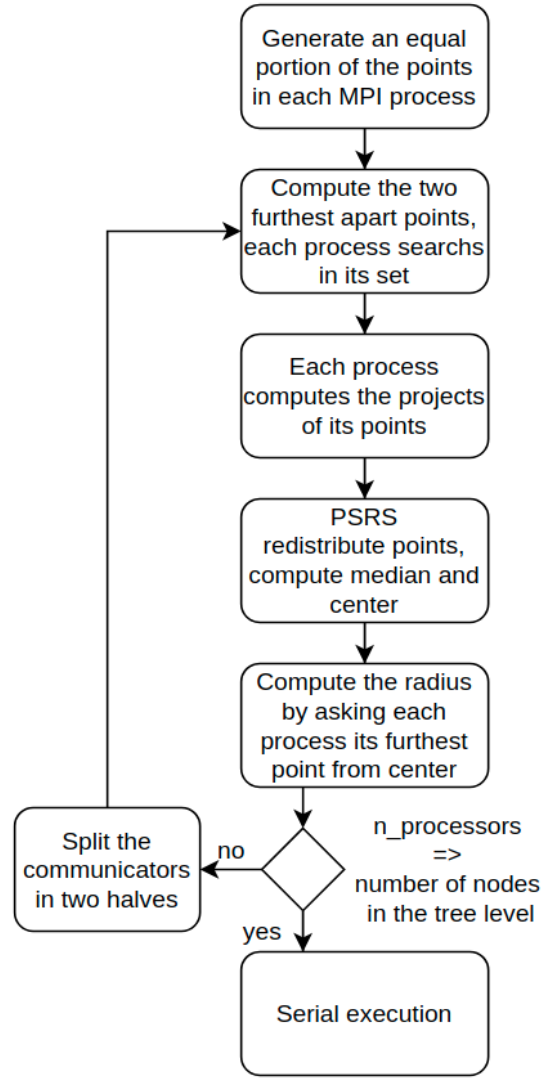 Generate an equal
portion of the points
in each MPI process
Compute the two
furthest apart points,
each process searchs
in its set
Each process
computes the projects
of its points
PSRS
redistribute points,
compute median and
center
Compute the radius
by asking each
process its furthest
point from center
n_processors
=>
number of nodes
in the tree level
no
Split the
communicators
in two halves
yes
Serial execution